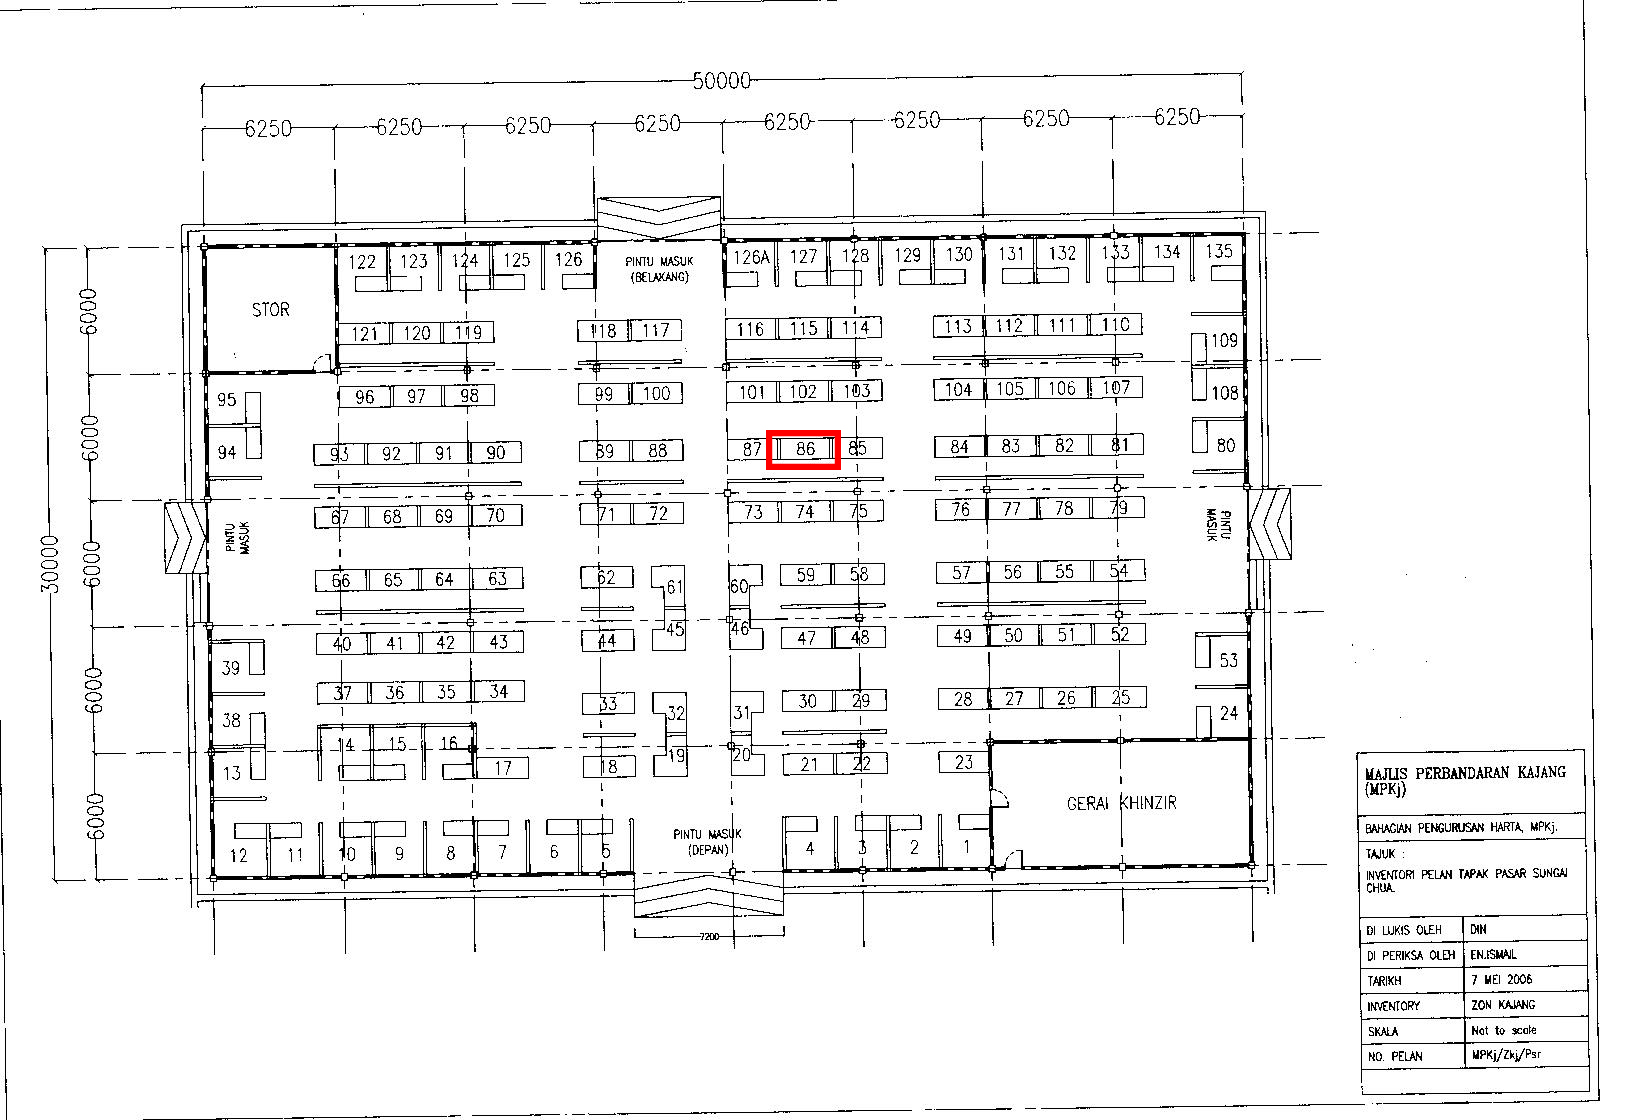 50000
6250 6250 6250 6250 6250 6250 6250 6250
122 123 124 125 126
PINTU MASUK
(BELAKANG)
126A 127 128 129 130 131 132 133 134 135
STOR
6000
121 120 119 118 117 116 115 114 113 112 111 110
109
96 97 98 99 100 101 102 103 104 105 106 107
108
95
6000
94
93 92 91 90 89 88 87 86 85 84 83 82 81
80
67 68 69 70 71 72 73 74 75 76 77 78 79
PINTU
MASUK
PINTU
MASUK
30000
6000
66 65 64 63 62 61 60 59 58 57 56 55 54
40 41 42 43 44 45 46 47 48 49 50 51 52
39
53
6000
37 36 35 34 33 32 31 30 29 28 27 26 25
38
24
14 15 16
13
17 18 19 20 21 22 23
GERAI KHINZIR
6000
PINTU MASUK
(DEPAN)
12 11 10 9 8 7 6 5 4 3 2 1
7200
MAJLIS PERBANDARAN KAJANG
(MPKj)
BAHAGIAN PENGURUSAN HARTA, MPKj.
TAJUK :
INVENTORI PELAN TAPAK PASAR SUNGAI
CHUA.
DI LUKIS OLEH DIN
DI PERIKSA OLEH EN.ISMAIL
TARIKH 7 MEI 2006
INVENTORY ZON KAJANG
SKALA Not to scale
NO. PELAN MPKj/Zkj/Psr